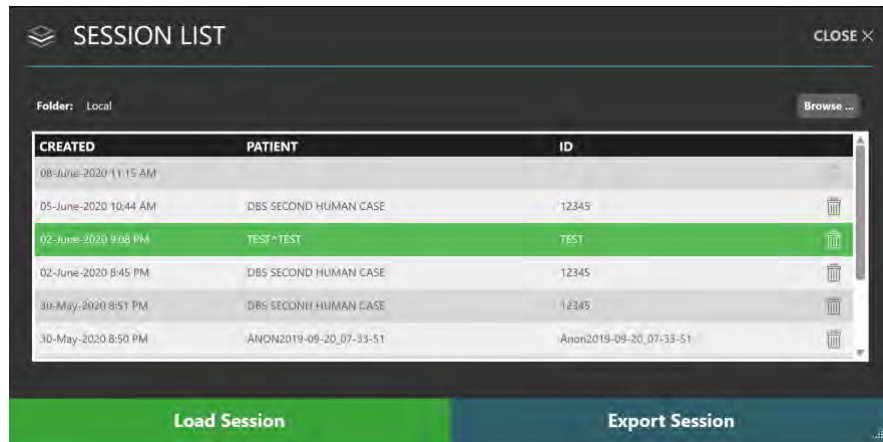 SESSION LIST
CLOSE ×
Folder: Local
Browse ...
CREATED PATIENT ID
08-June-2020 11:15 AM
05-June-2020 10:44 AM DBS SECOND HUMAN CASE 12345
02-June-2020 9:08 PM TEST^TEST TEST
02-June-2020 8:45 PM DBS SECOND HUMAN CASE 12345
30-May-2020 8:51 PM DBS SECOND HUMAN CASE 12345
30-May-2020 8:50 PM ANON2019-09-20_07-33-51 Anon2019-09-20_07-33-51
Load Session Export Session